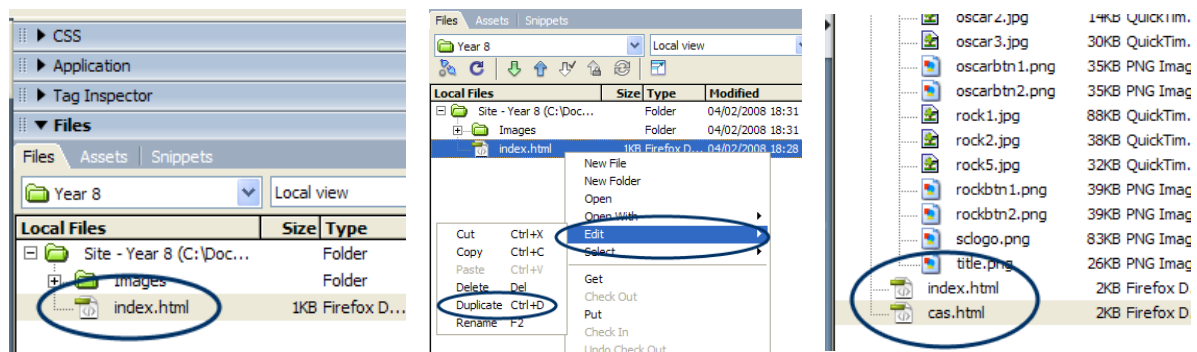 CSS
Application
Tag Inspector
Files
Files Assets Snippets
Year 8 Local view
Local Files Size Type
Site - Year 8 (C:\Doc... Folder
Images Folder
index.html 1KB Firefox D...
Files Assets Snippets
Year 8 Local view
Local Files Size Type Modified
Site - Year 8 (C:\Doc... Folder 04/02/2008 18:31
Images Folder 04/02/2008 18:31
index.html 1KB Firefox D... 04/02/2008 18:28
New File
New Folder
Open
Open With
Edit
Select
Get
Check Out
Put
Check In
Undo Check Out
Cut Ctrl+X
Copy Ctrl+C
Paste Ctrl+V
Delete Del
Duplicate Ctrl+D
Rename F2
oscar2.jpg 14KB QuickTim.
oscar3.jpg 30KB QuickTim.
oscarbtn1.png 35KB PNG Imag
oscarbtn2.png 35KB PNG Imag
rock1.jpg 88KB QuickTim.
rock2.jpg 38KB QuickTim.
rock5.jpg 32KB QuickTim.
rockbtn1.png 39KB PNG Imag
rockbtn2.png 39KB PNG Imag
sclogo.png 83KB PNG Imag
title.png 26KB PNG Imag
index.html 2KB Firefox D
cas.html 2KB Firefox D